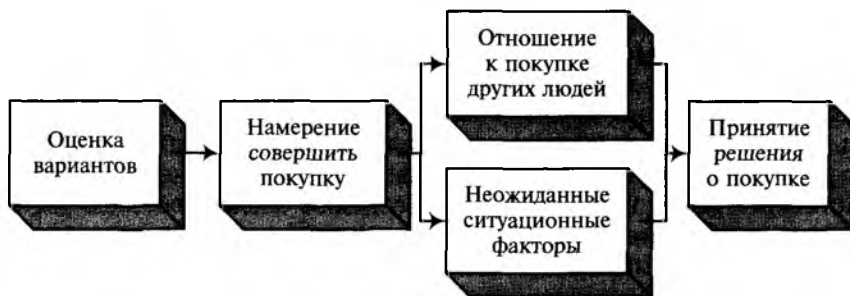 Оценка
вариантов
Намерение
совершить
покупку
Отношение
к покупке
других людей
Неожиданные
ситуационные
факторы
Принятие
решения
о покупке